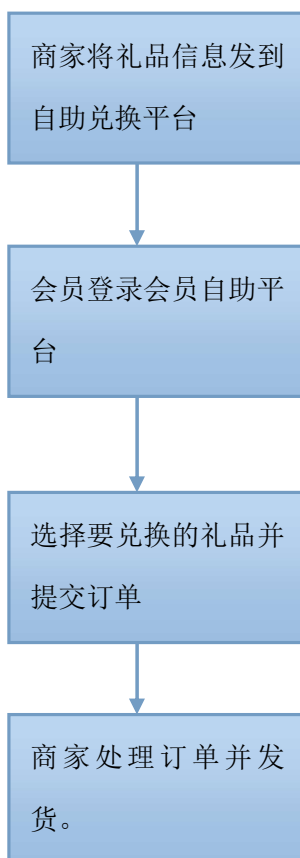 商家将礼品信息发到
自助兑换平台
会员登录会员自助平
台
选择要兑换的礼品并
提交订单
商家处理订单并发
货。